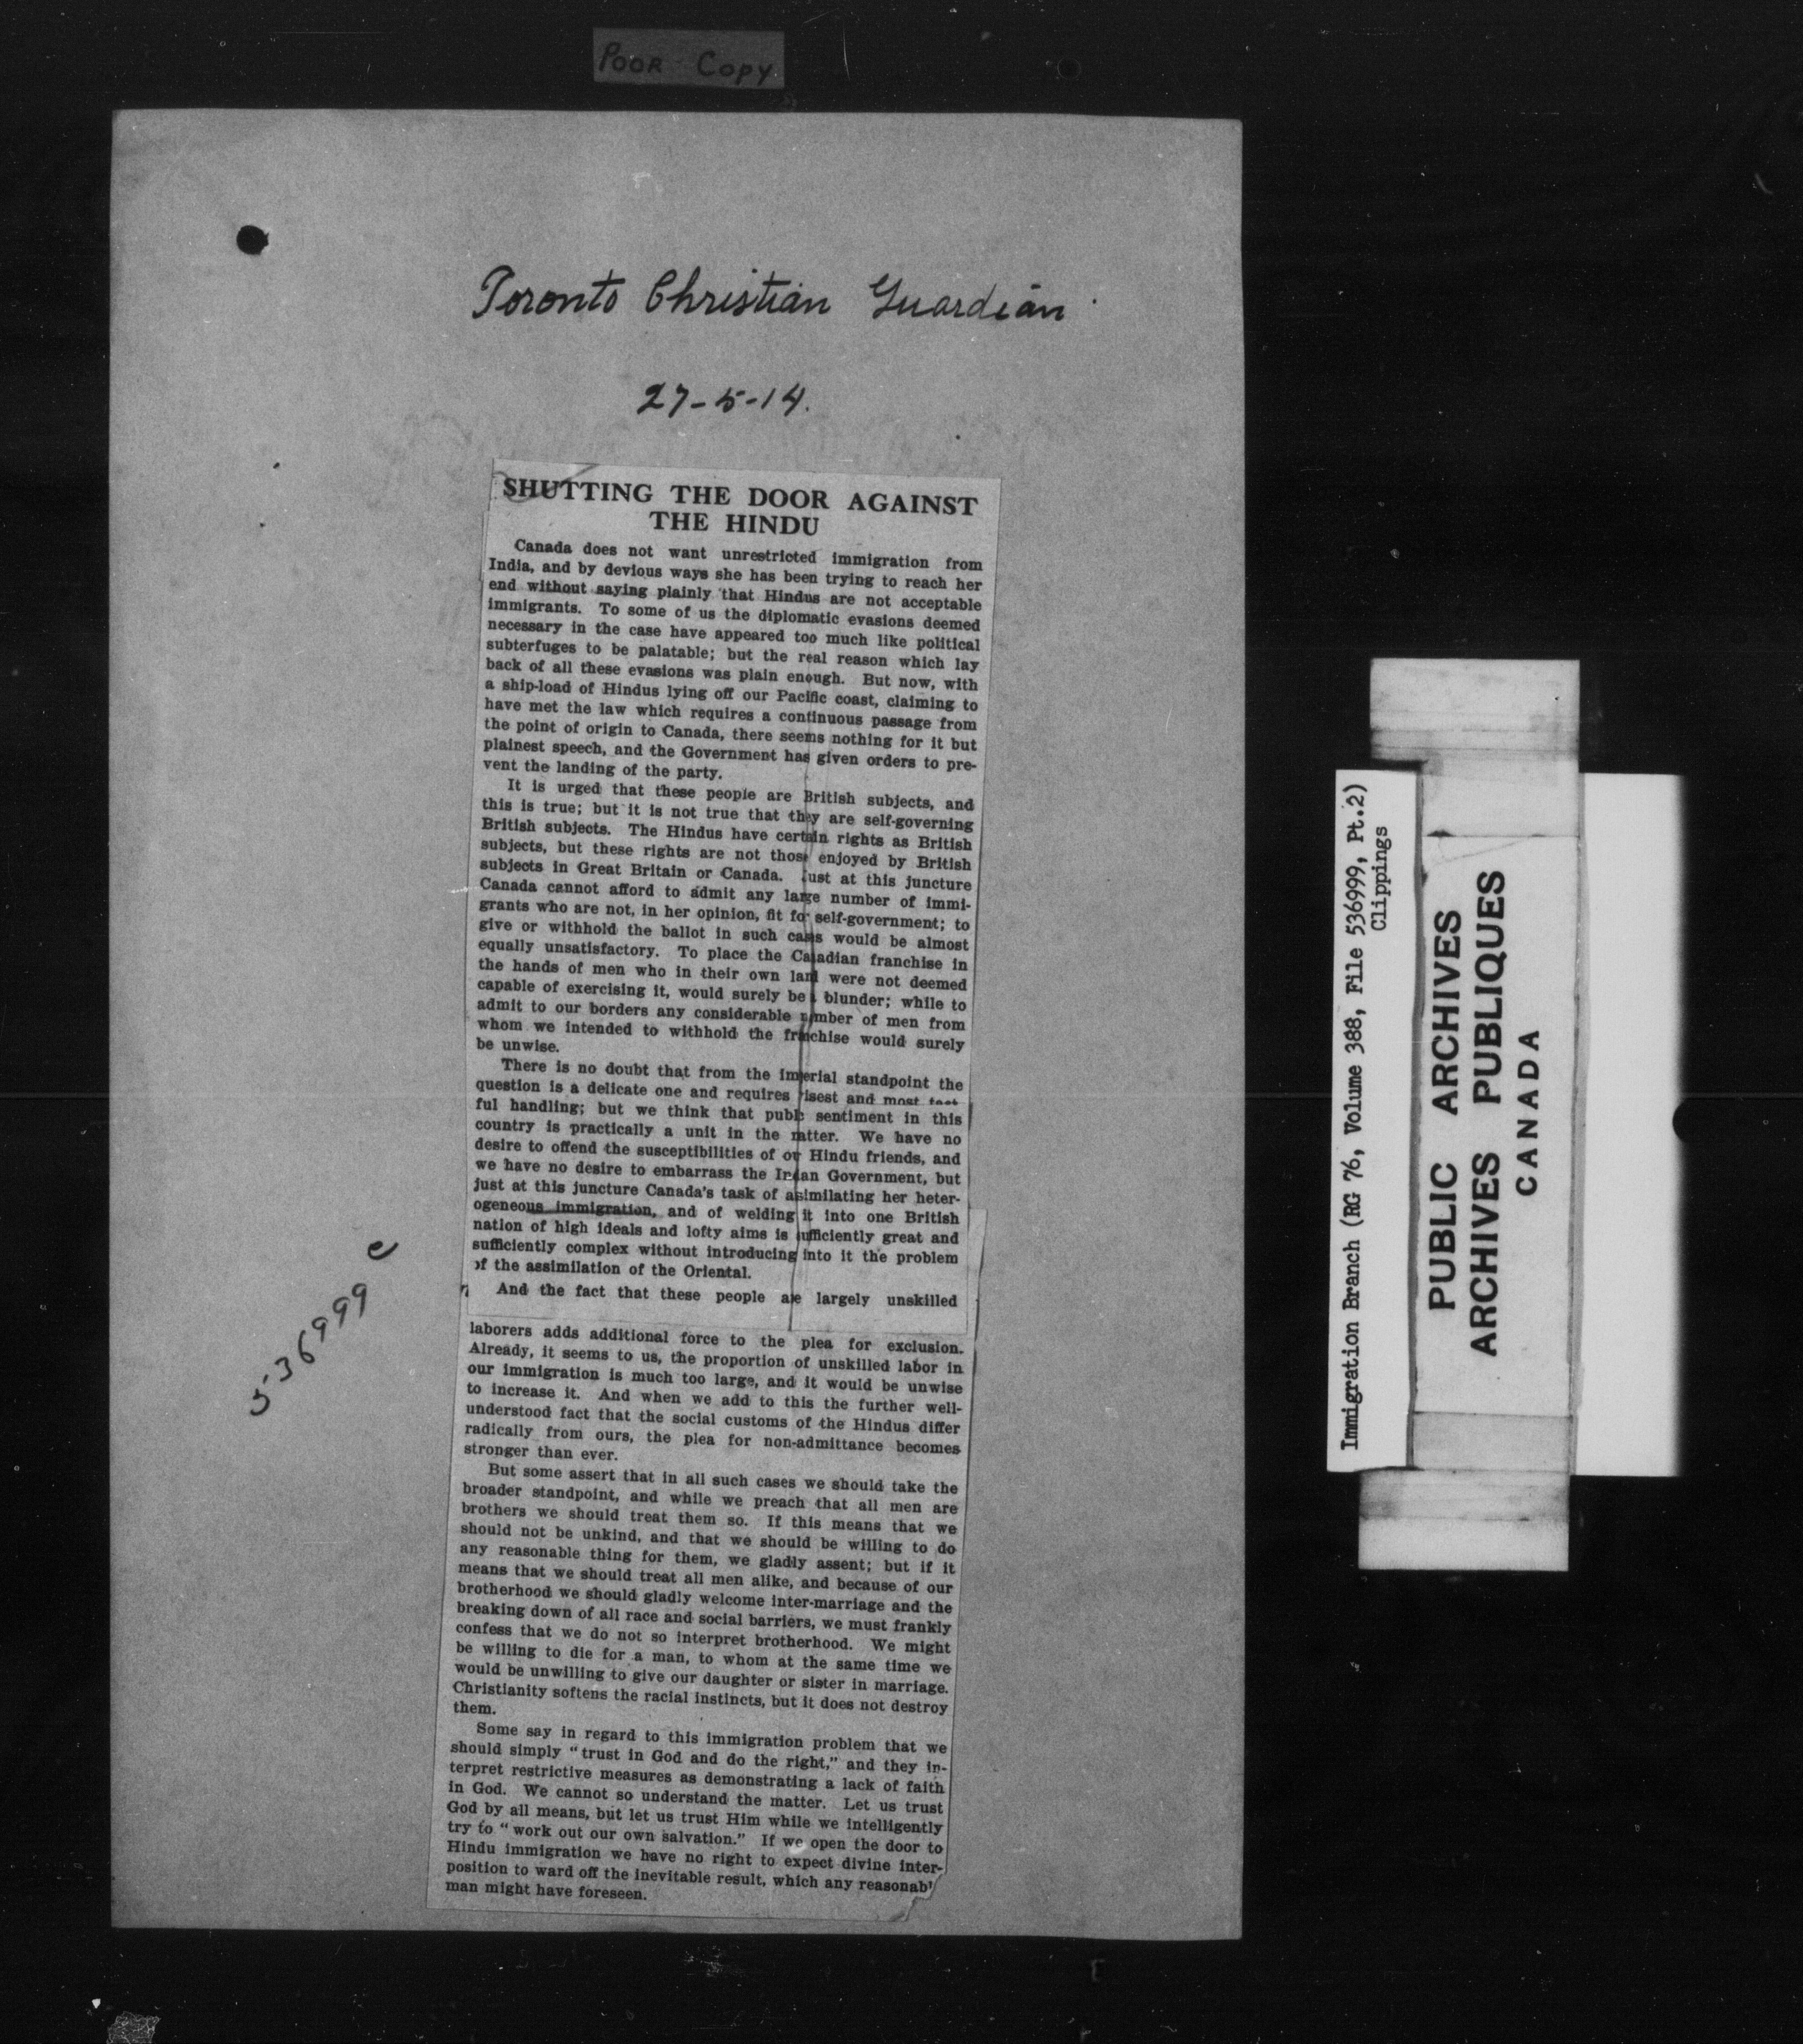 POOR COPY
Toronto Christian Guardian
27-5-14.
SHUTTING THE DOOR AGAINST
THE HINDU
Canada does not want unrestricted immigration from
India, and by devious ways she has been trying to reach her
end without saying plainly that Hindus are not acceptable
immigrants. To some of us the diplomatic evasions deemed
necessary in the case have appeared too much like political
subterfuges to be palatable; but the real reason which lay
back of all these evasions was plain enough. But now, with
a ship-load of Hindus lying off our Pacific coast, claiming to
have met the law which requires a continuous passage from
the point of origin to Canada, there seems nothing for it but
plainest speech, and the Government has given orders to pre-
vent the landing of the party.
It is urged that these people are British subjects, and
this is true; but it is not true that they are self-governing
British subjects. The Hindus have certain rights as British
subjects, but these rights are not those enjoyed by British
subjects in Great Britain or Canada. Just at this juncture
Canada cannot afford to admit any large number of immi-
grants who are not, in her opinion, fit for self-government; to
give or withhold the ballot in such cases would be almost
equally unsatisfactory. To place the Canadian franchise in
the hands of men who in their own land were not deemed
capable of exercising it, would surely be a blunder; while to
admit to our borders any considerable number of men from
whom we intended to withhold the franchise would surely
be unwise.
There is no doubt that from the imperial standpoint the
question is a delicate one and requires wisest and most tact
ful handling; but we think that public sentiment in this
country is practically a unit in the matter. We have no
desire to offend the susceptibilities of our Hindu friends, and
we have no desire to embarrass the Indian Government, but
just at this juncture Canada's task of assimilating her heter-
ogeneous immigration, and of welding it into one British
nation of high ideals and lofty aims is sufficiently great and
sufficiently complex without introducing into it the problem
of the assimilation of the Oriental.
And the fact that these people are largely unskilled
laborers adds additional force to the plea for exclusion.
Already, it seems to us, the proportion of unskilled labor in
our immigration is much too large, and it would be unwise
to increase it. And when we add to this the further well-
understood fact that the social customs of the Hindus differ
radically from ours, the plea for non-admittance becomes
stronger than ever.
But some assert that in all such cases we should take the
broader standpoint, and while we preach that all men are
brothers we should treat them so. If this means that we
should not be unkind, and that we should be willing to do
any reasonable thing for them, we gladly assent; but if it
means that we should treat all men alike, and because of our
brotherhood we should gladly welcome inter-marriage and the
breaking down of all race and social barriers, we must frankly
confess that we do not so interpret brotherhood. We might
be willing to die for a man, to whom at the same time we
would be unwilling to give our daughter or sister in marriage.
Christianity softens the racial instincts, but it does not destroy
them.
Some say in regard to this immigration problem that we
should simply "trust in God and do the right," and they in-
terpret restrictive measures as demonstrating a lack of faith
in God. We cannot so understand the matter. Let us trust
God by all means, but let us trust Him while we intelligently
try to "work out our own salvation." If we open the door to
Hindu immigration we have no right to expect divine inter-
position to ward off the inevitable result, which any reasonabl
man might have foreseen.
536999 e
Immigration Branch (RG 76, Volume 388, File 536999, Pt.2)
Clippings
PUBLIC ARCHIVES
ARCHIVES PUBLIQUES
CANADA